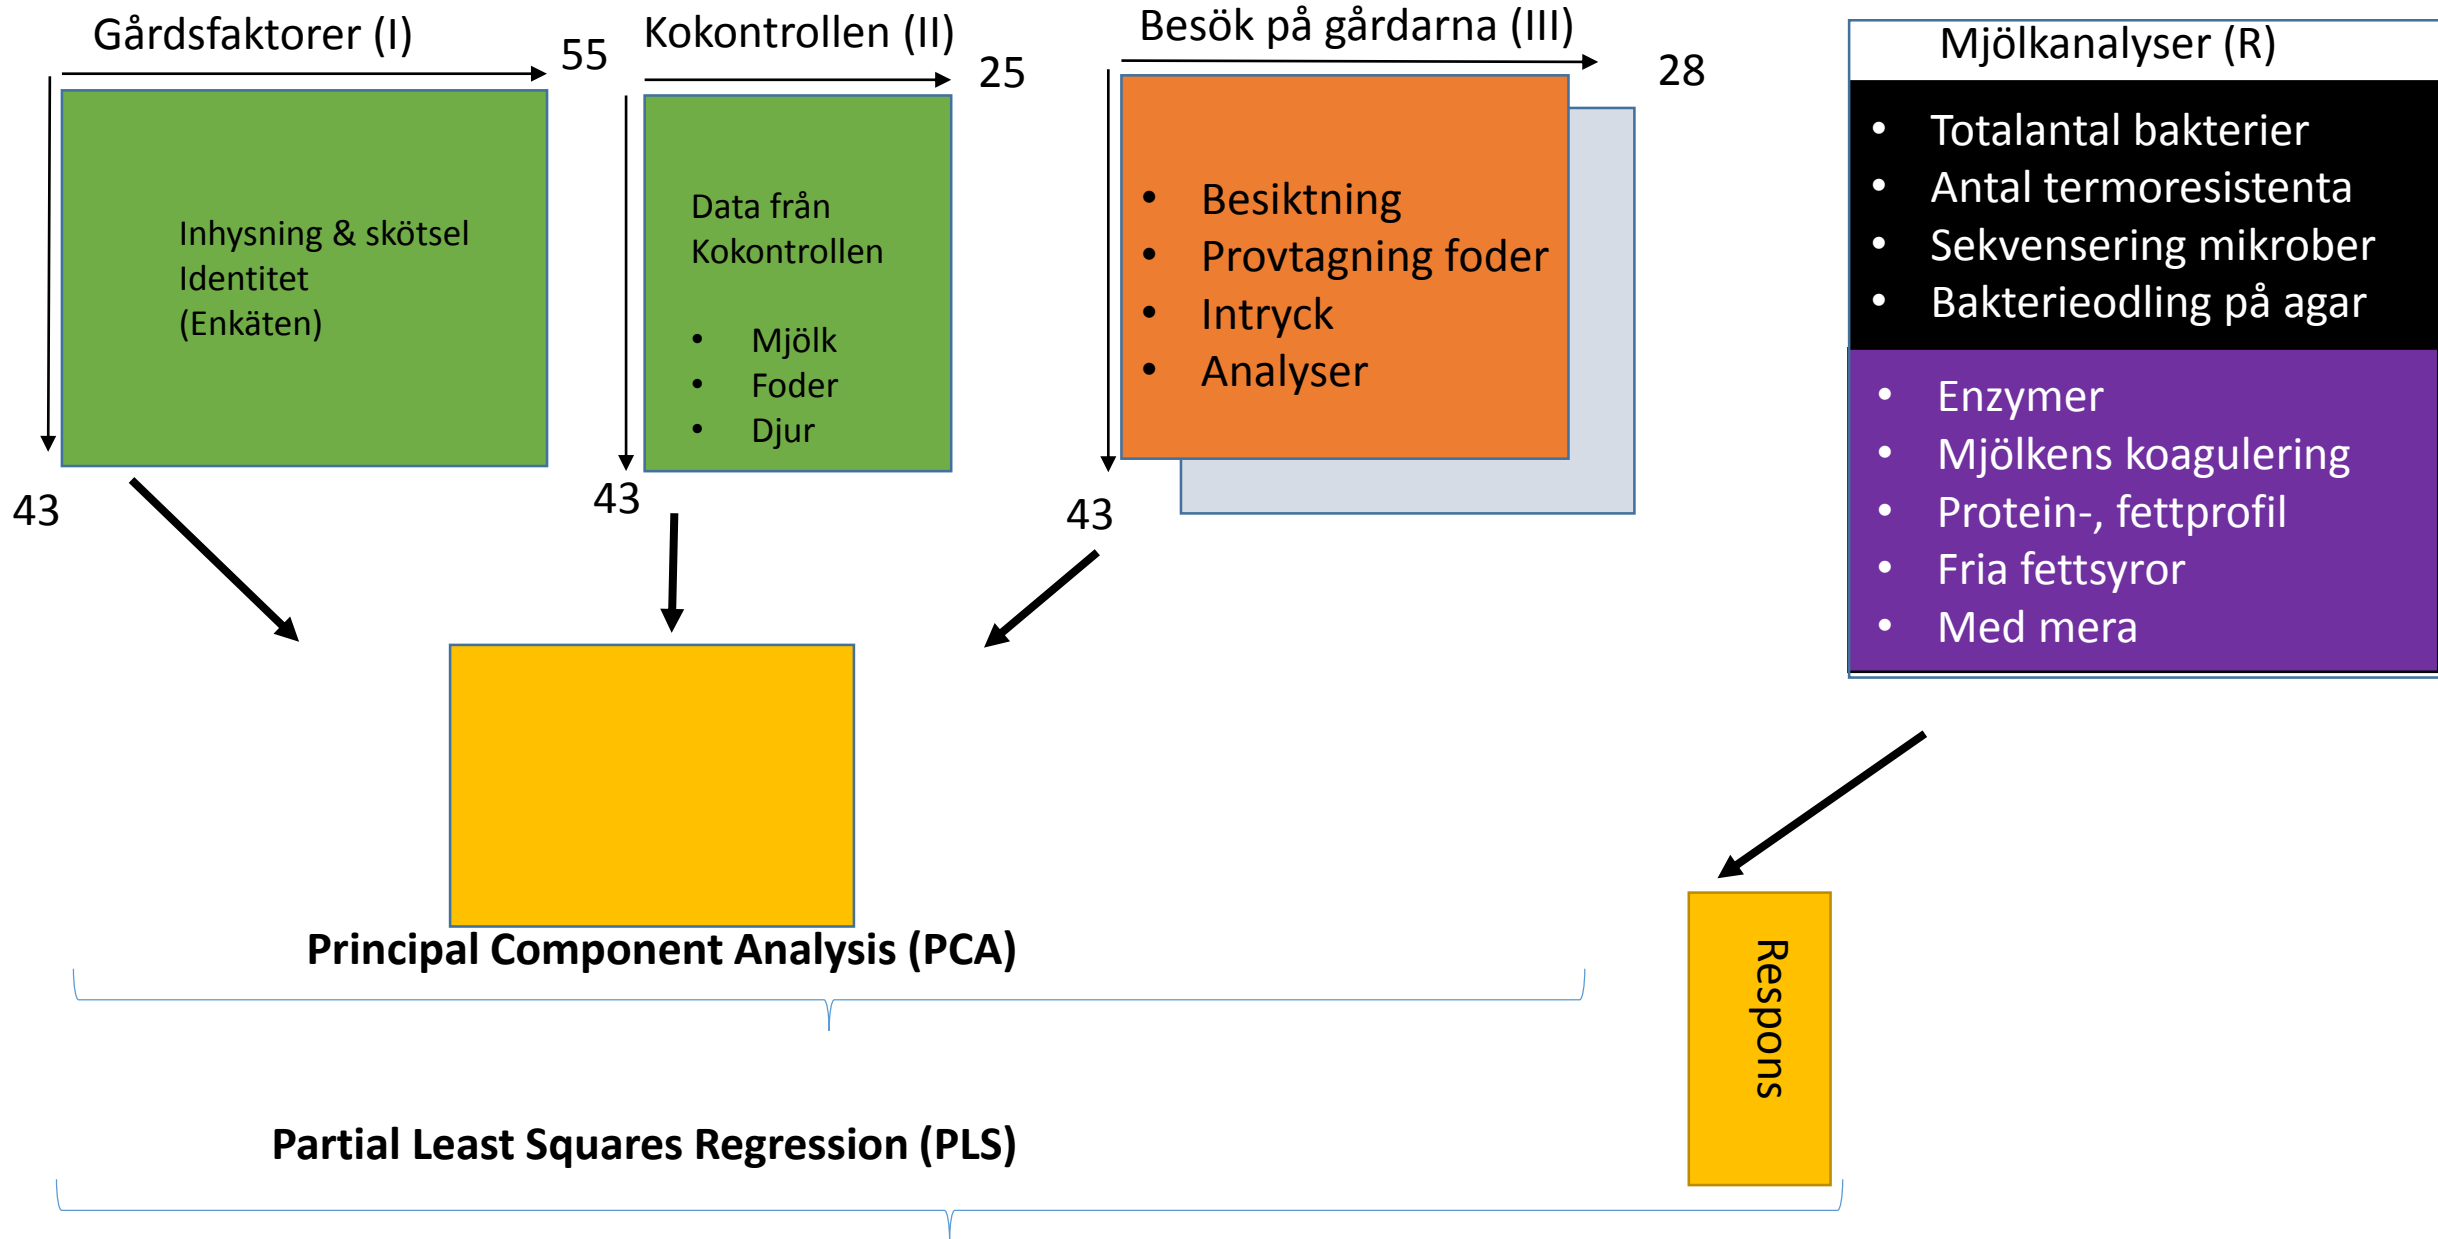 Gårdsfaktorer (I)
55
43
Inhysning & skötsel
Identitet
(Enkäten)
Kokontrollen (II)
25
43
Data från
Kokontrollen
• Mjölk
• Foder
• Djur
Besök på gårdarna (III)
28
43
• Besiktning
• Provtagning foder
• Intryck
• Analyser
Mjölkanalyser (R)
• Totalantal bakterier
• Antal termoresistenta
• Sekvensering mikrober
• Bakterieodling på agar
• Enzymer
• Mjölkens koagulering
• Protein-, fettprofil
• Fria fettsyror
• Med mera
Principal Component Analysis (PCA)
Respons
Partial Least Squares Regression (PLS)